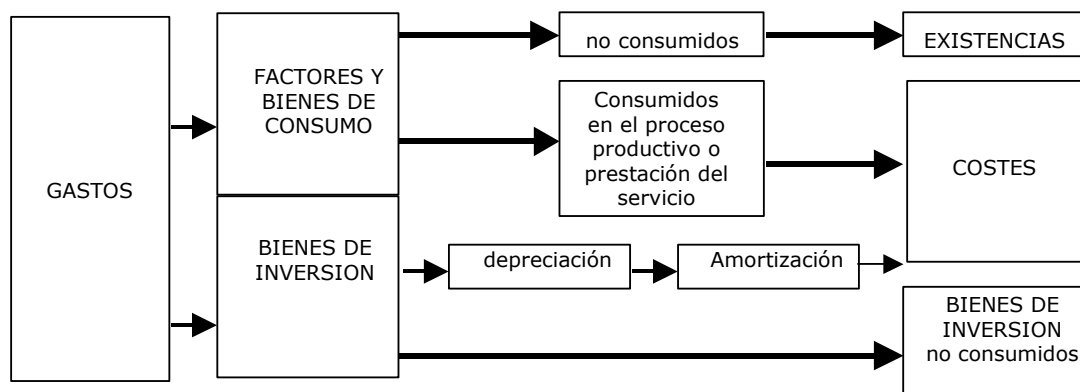 GASTOS
FACTORES Y
BIENES DE
CONSUMO
no consumidos
EXISTENCIAS
Consumidos
en el proceso
productivo o
prestación del
servicio
COSTES
BIENES DE
INVERSION
depreciación
Amortización
BIENES DE
INVERSION
no consumidos